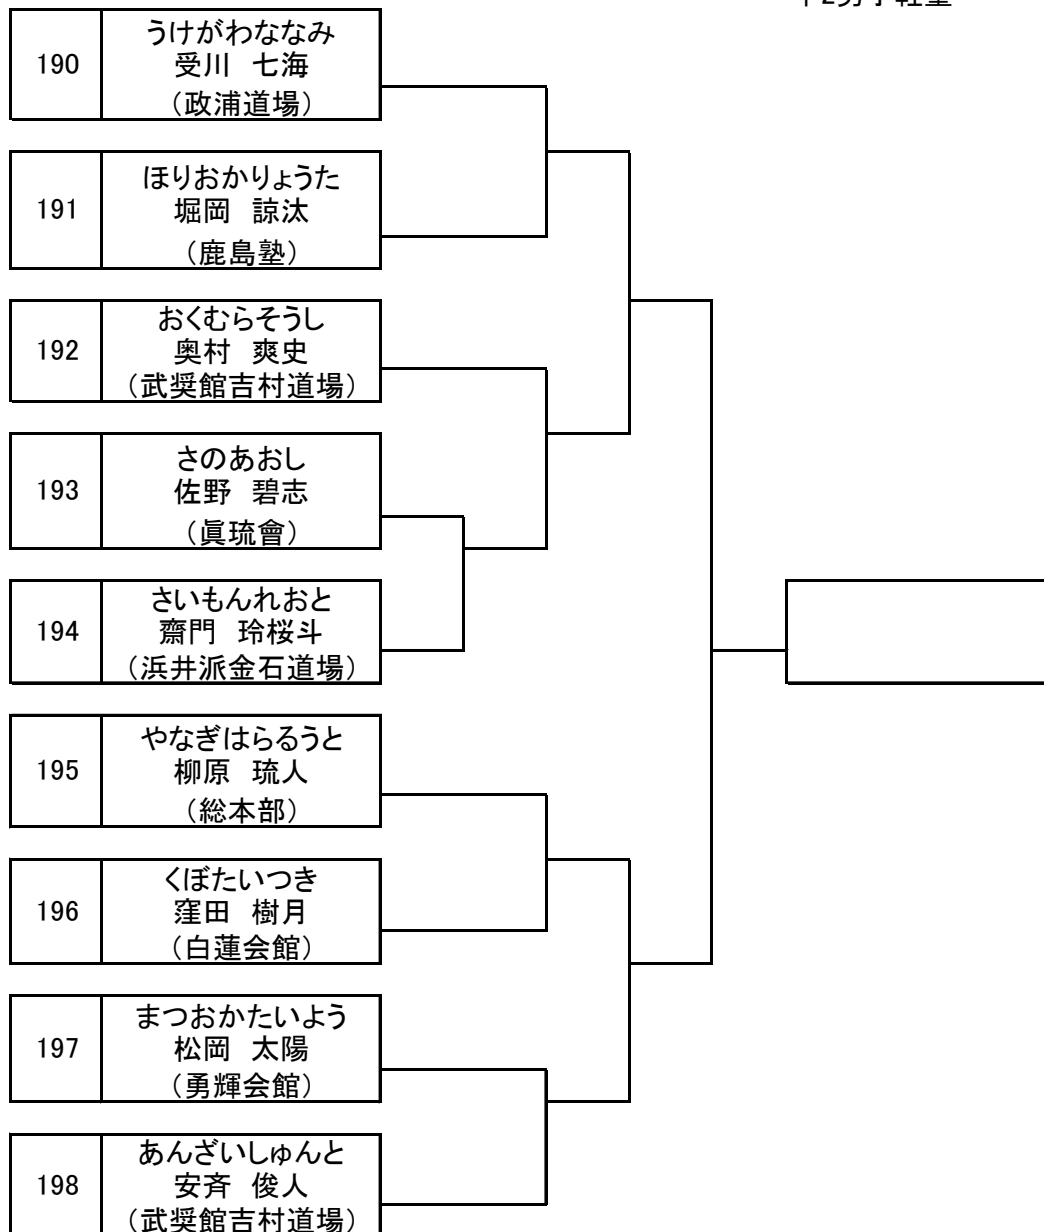 190
うけがわななみ
受川　七海
（政浦道場）
191
ほりおかりょうた
堀岡　諒汰
（鹿島塾）
192
おくむらそうし
奥村　爽史
（武奨館吉村道場）
193
さのあおし
佐野　碧志
（眞琉會）
194
さいもんれおと
齋門　玲桜斗
（浜井派金石道場）
195
やなぎはらるうと
柳原　琉人
（総本部）
196
くぼたいつき
窪田　樹月
（白蓮会館）
197
まつおかたいよう
松岡　太陽
（勇輝会館）
198
あんざいしゅんと
安斉　俊人
（武奨館吉村道場）